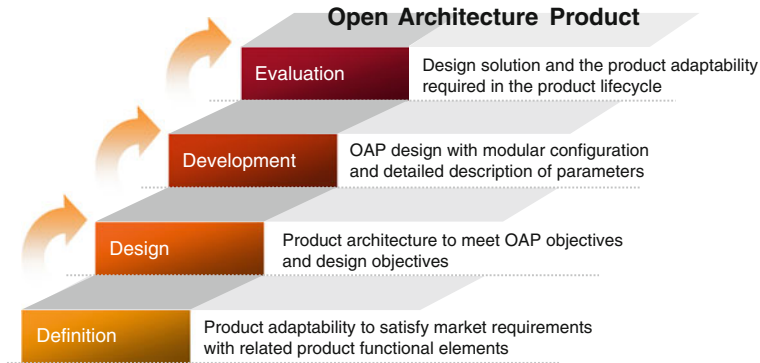 Open Architecture Product
Evaluation
Design solution and the product adaptability
required in the product lifecycle
Development
OAP design with modular configuration
and detailed description of parameters
Design
Product architecture to meet OAP objectives
and design objectives
Definition
Product adaptability to satisfy market requirements
with related product functional elements